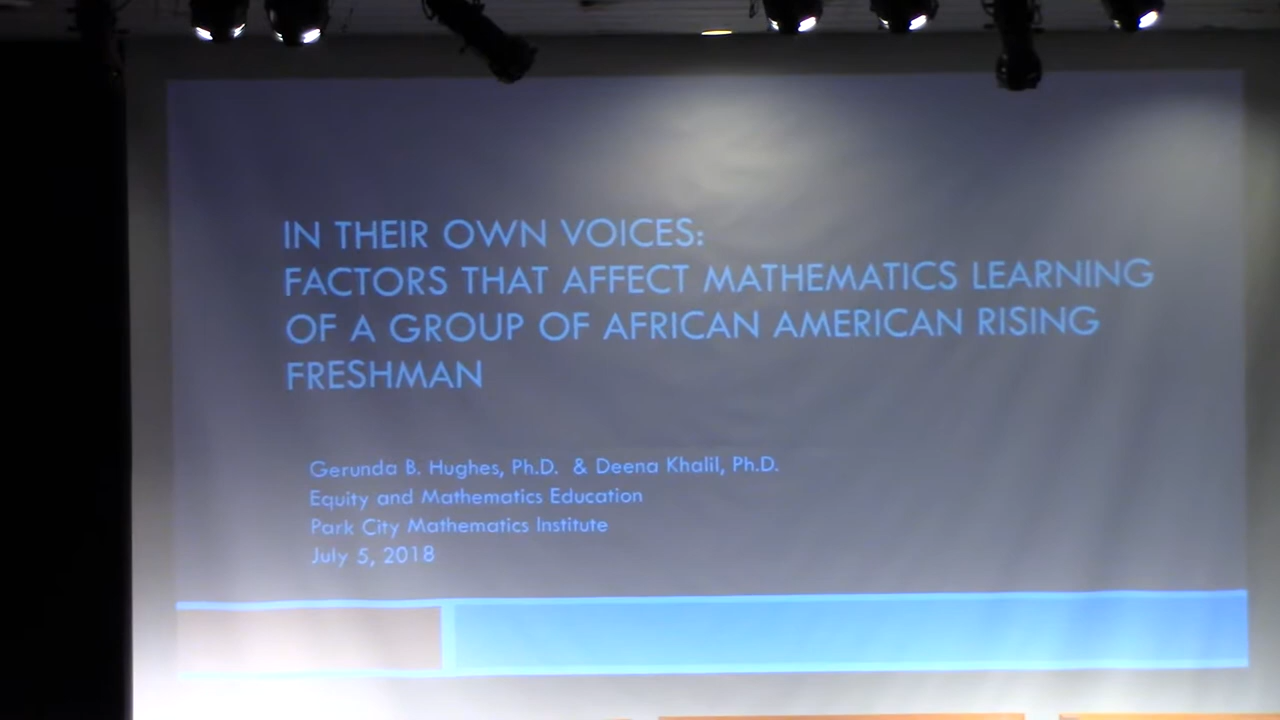 IN THEIR OWN VOICES:
FACTORS THAT AFFECT MATHEMATICS LEARNING
OF A GROUP OF AFRICAN AMERICAN RISING
FRESHMAN
Gerunda B. Hughes, Ph.D. & Deena Khalil, Ph.D.
Equity and Mathematics Education
Park City Mathematics Institute
July 5, 2018